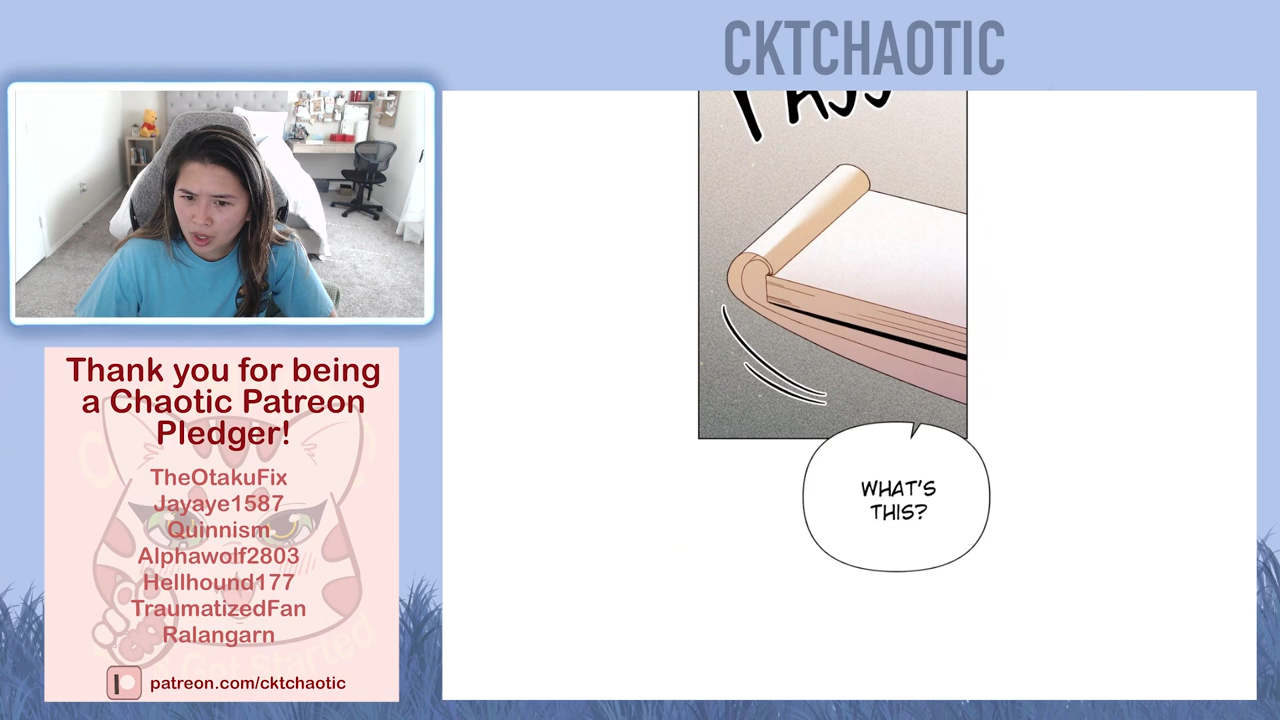 CKTCHAOTIC
PASS
WHAT'S
THIS?
Thank you for being
a Chaotic Patreon
Pledger!
TheOtakuFix
Jayaye1587
Quinnism
Alphawolf2803
Hellhound177
TraumatizedFan
Ralangarn
patreon.com/cktchaotic